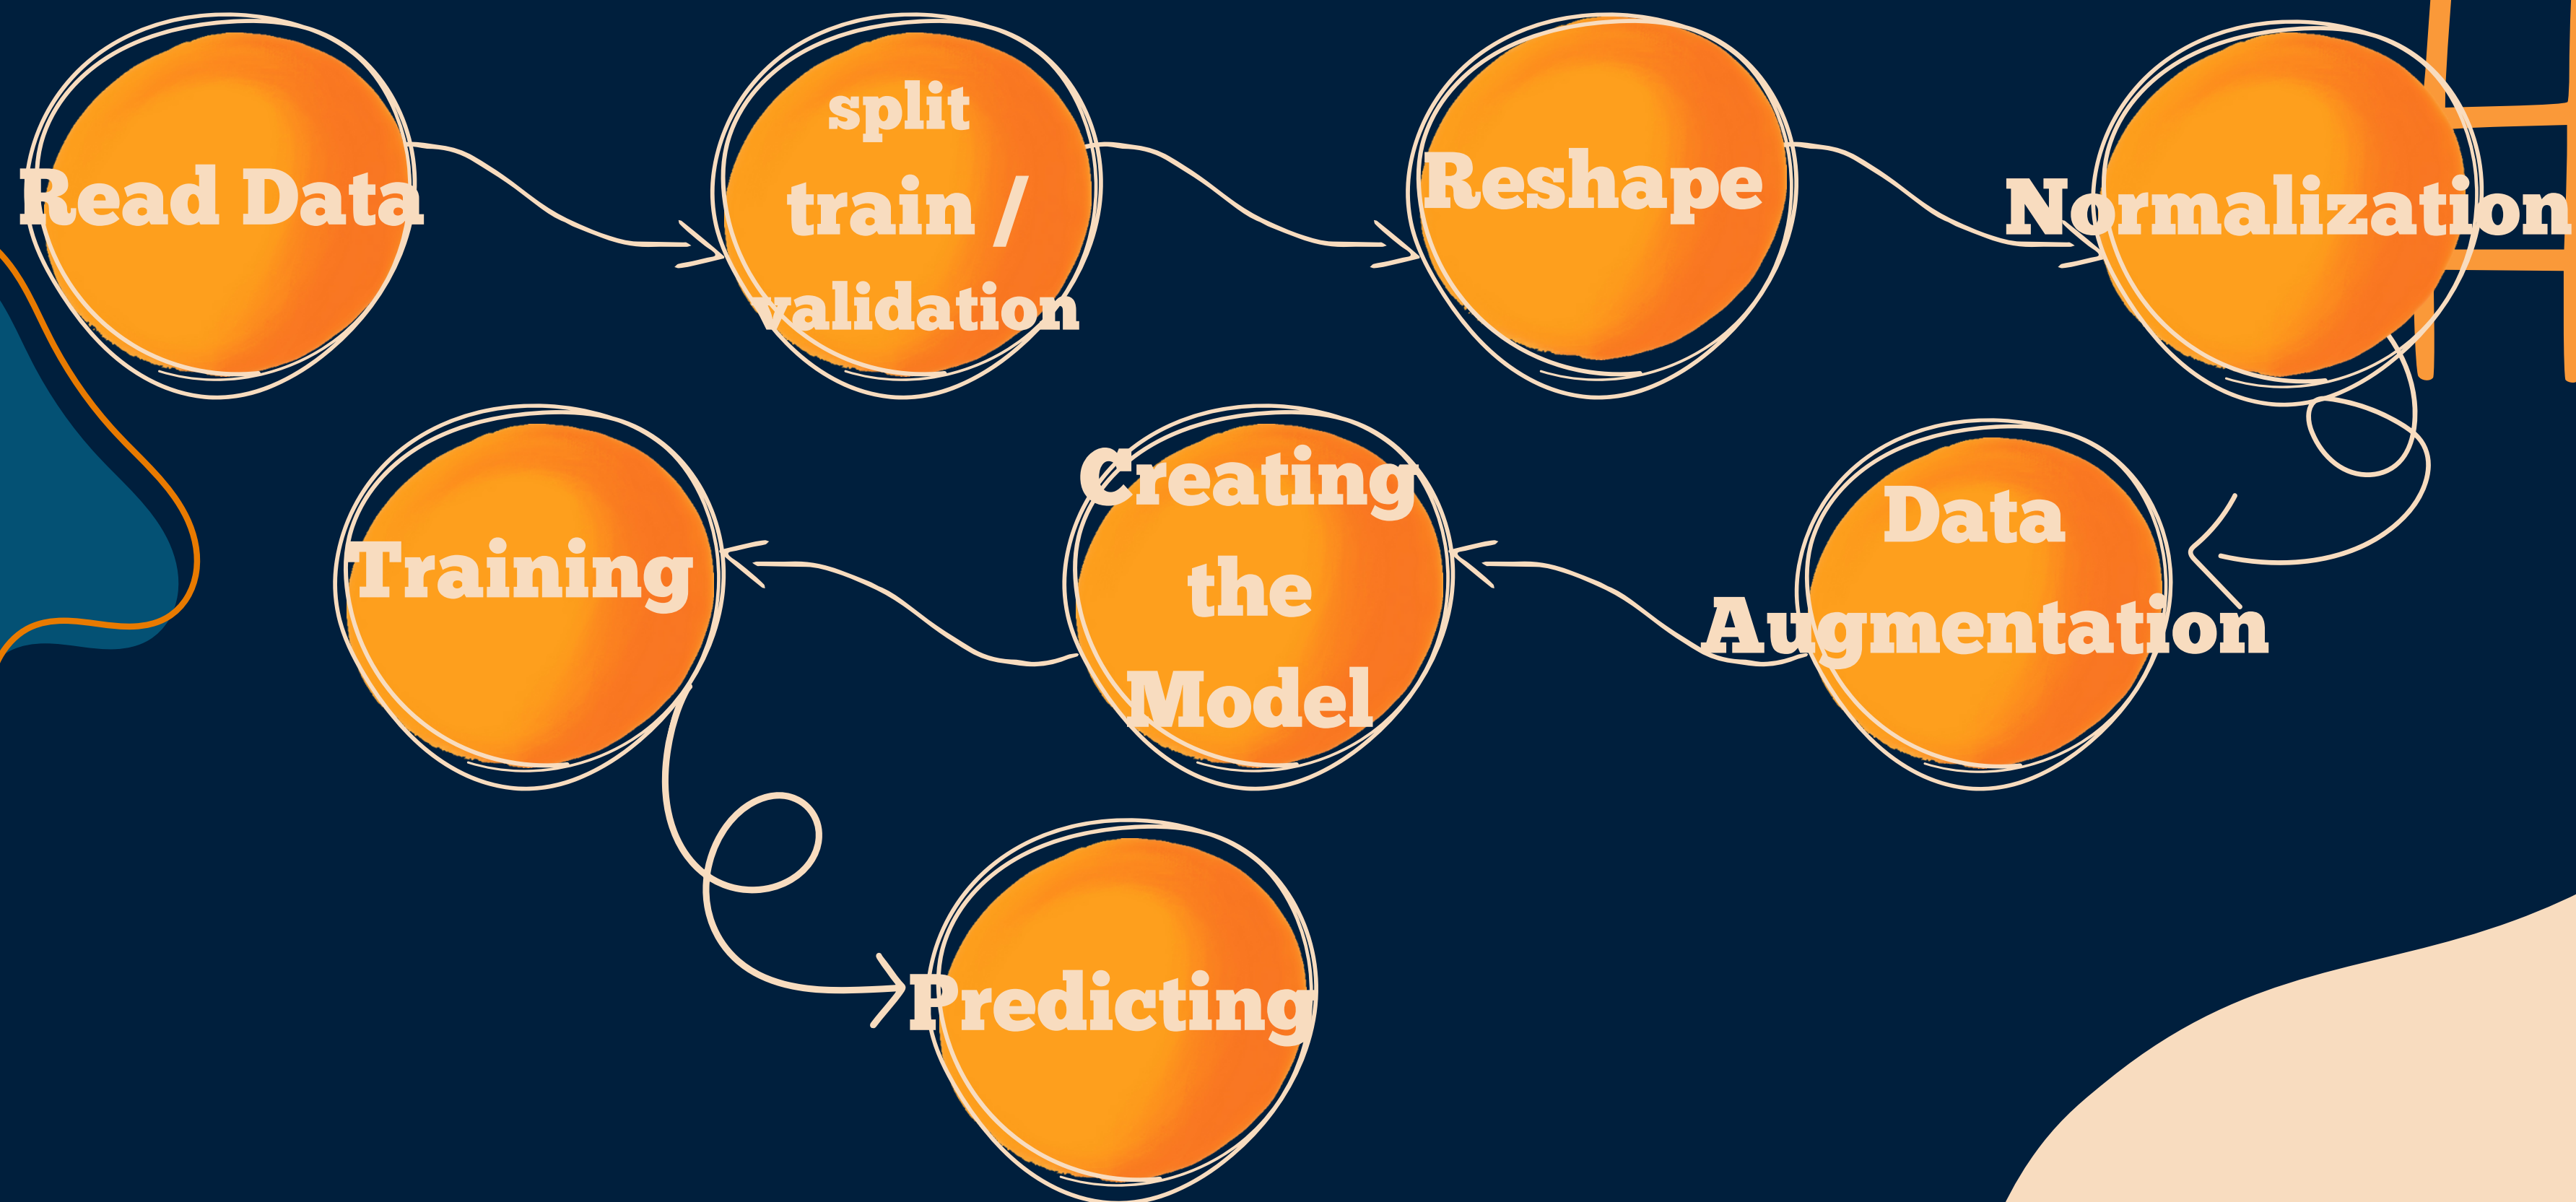 Read Data
split
train /
validation
Reshape
Normalization
Data
Augmentation
Creating
the
Model
Training
Predicting